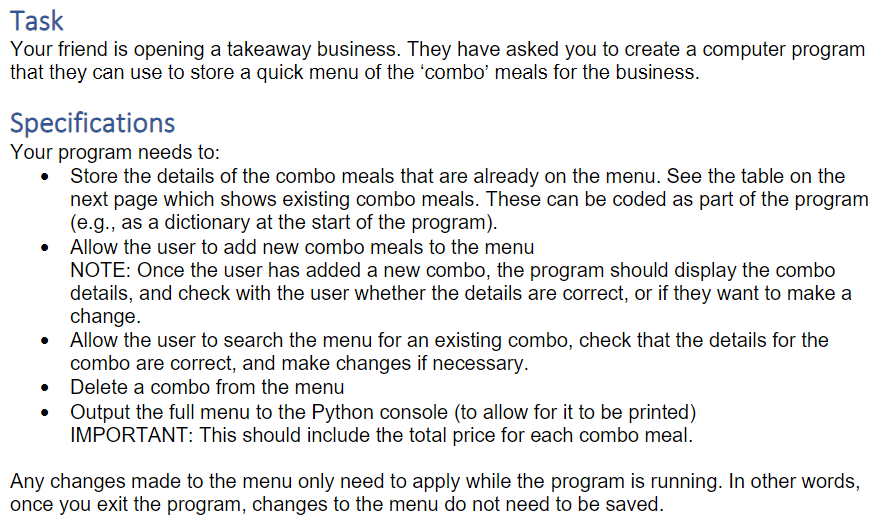 Task
Your friend is opening a takeaway business. They have asked you to create a computer program
that they can use to store a quick menu of the ‘combo’ meals for the business.
Specifications
Your program needs to:
• Store the details of the combo meals that are already on the menu. See the table on the
next page which shows existing combo meals. These can be coded as part of the program
(e.g., as a dictionary at the start of the program).
• Allow the user to add new combo meals to the menu
NOTE: Once the user has added a new combo, the program should display the combo
details, and check with the user whether the details are correct, or if they want to make a
change.
• Allow the user to search the menu for an existing combo, check that the details for the
combo are correct, and make changes if necessary.
• Delete a combo from the menu
• Output the full menu to the Python console (to allow for it to be printed)
IMPORTANT: This should include the total price for each combo meal.
Any changes made to the menu only need to apply while the program is running. In other words,
once you exit the program, changes to the menu do not need to be saved.